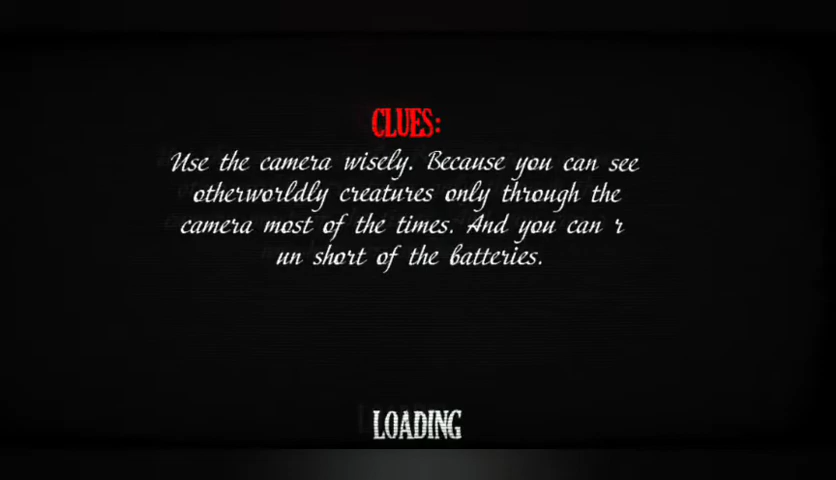 CLUES:
Use the camera wisely. Because you can see
otherworldly creatures only through the
camera most of the times. And you can r
un short of the batteries.
LOADING